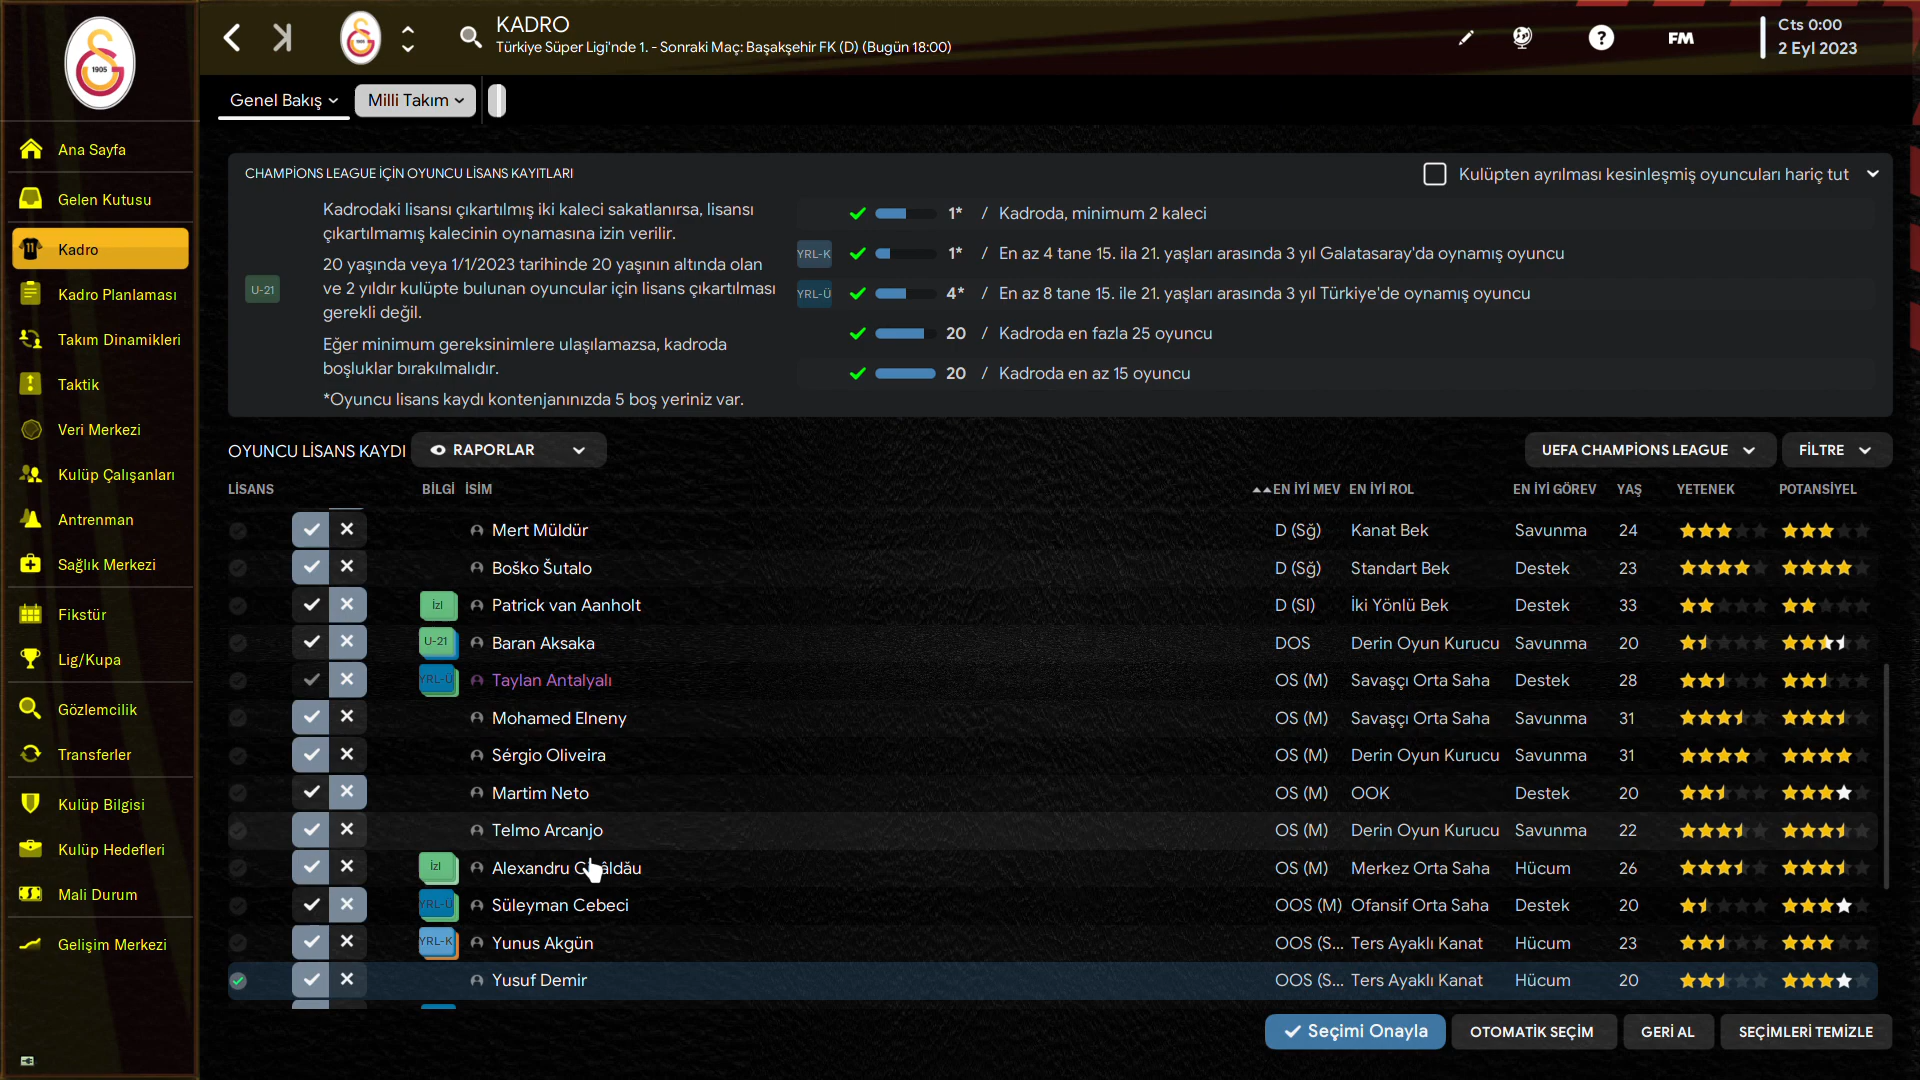 1905
KADRO
Türkiye Süper Ligi'nde 1. - Sonraki Maç: Başakşehir FK (D) (Bugün 18:00)
FM
Cts 0:00
2 Eyl 2023
Genel Bakış
Milli Takım
Ana Sayfa
Gelen Kutusu
Kadro
Kadro Planlaması
Takım Dinamikleri
Taktik
Veri Merkezi
Kulüp Çalışanları
Antrenman
Sağlık Merkezi
Fikstür
Lig/Kupa
Gözlemcilik
Transferler
Kulüp Bilgisi
Kulüp Hedefleri
Mali Durum
Gelişim Merkezi
CHAMPİONS LEAGUE İÇİN OYUNCU LİSANS KAYITLARI
Kulüpten ayrılması kesinleşmiş oyuncuları hariç tut
Kadrodaki lisansı çıkartılmış iki kaleci sakatlanırsa, lisansı
çıkartılmamış kalecinin oynamasına izin verilir.
U-21
20 yaşında veya 1/1/2023 tarihinde 20 yaşının altında olan
ve 2 yıldır kulüpte bulunan oyuncular için lisans çıkartılması
gerekli değil.
Eğer minimum gereksinimlere ulaşılamazsa, kadroda
boşluklar bırakılmalıdır.
*Oyuncu lisans kaydı kontenjanınızda 5 boş yeriniz var.
1* / Kadroda, minimum 2 kaleci
YRL-K 1* / En az 4 tane 15. ila 21. yaşları arasında 3 yıl Galatasaray'da oynamış oyuncu
YRL-Ü 4* / En az 8 tane 15. ile 21. yaşları arasında 3 yıl Türkiye'de oynamış oyuncu
20 / Kadroda en fazla 25 oyuncu
20 / Kadroda en az 15 oyuncu
OYUNCU LİSANS KAYDI
RAPORLAR
UEFA CHAMPİONS LEAGUE
FİLTRE
LİSANS BİLGİ İSİM EN İYİ MEV EN İYİ ROL EN İYİ GÖREV YAŞ YETENEK POTANSİYEL
Mert Müldür D (Sğ) Kanat Bek Savunma 24
Boško Šutalo D (Sğ) Standart Bek Destek 23
İzl Patrick van Aanholt D (Sl) İki Yönlü Bek Destek 33
U-21 Baran Aksaka DOS Derin Oyun Kurucu Savunma 20
YRL-Ü Taylan Antalyalı OS (M) Savaşçı Orta Saha Destek 28
Mohamed Elneny OS (M) Savaşçı Orta Saha Savunma 31
Sérgio Oliveira OS (M) Derin Oyun Kurucu Savunma 31
Martim Neto OS (M) OOK Destek 20
Telmo Arcanjo OS (M) Derin Oyun Kurucu Savunma 22
İzl Alexandru OS (M) Merkez Orta Saha Hücum 26
YRL-Ü Süleyman Cebeci OOS (M) Ofansif Orta Saha Destek 20
YRL-K Yunus Akgün OOS (S... Ters Ayaklı Kanat Hücum 23
Yusuf Demir OOS (S... Ters Ayaklı Kanat Hücum 20
Seçimi Onayla
OTOMATİK SEÇİM
GERİ AL
SEÇİMLERİ TEMİZLE